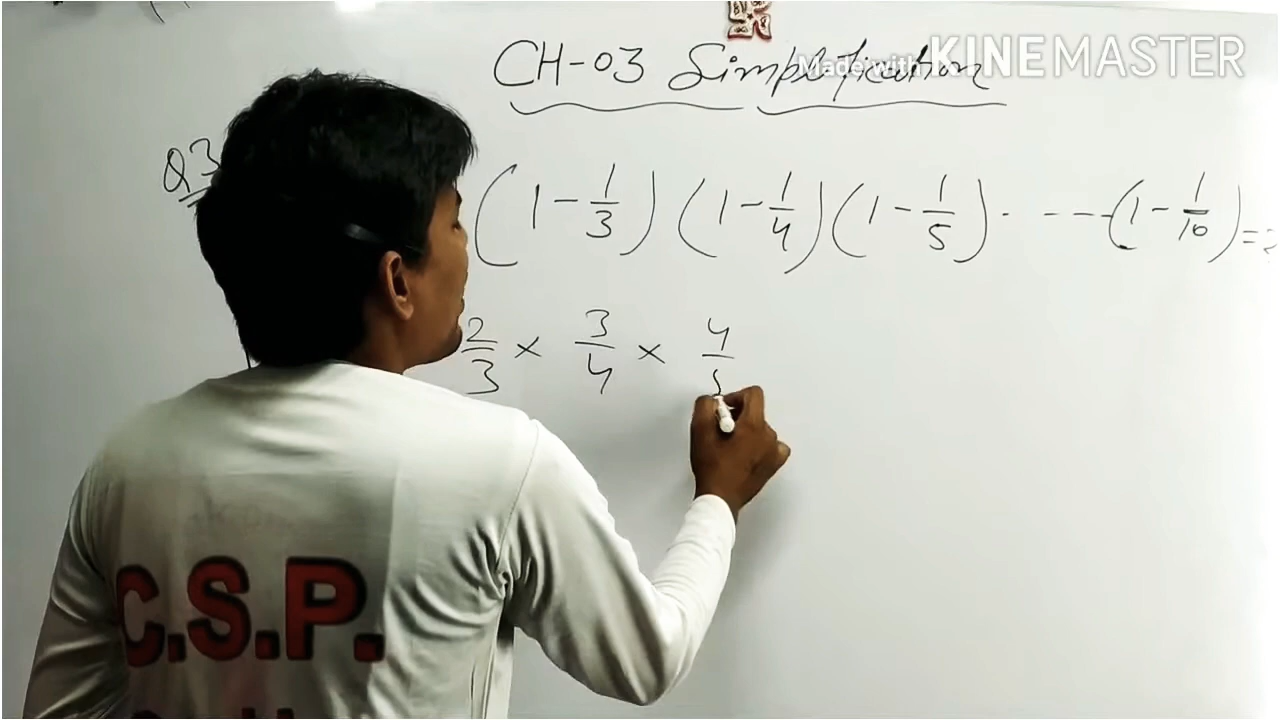 CH-03 Simplification
Made with KINEMASTER
Q3
(1 - 1/3) (1 - 1/4) (1 - 1/5) . - - - - (1 - 1/10) = ?
2/3 × 3/4 × 4/5
C.S.P.